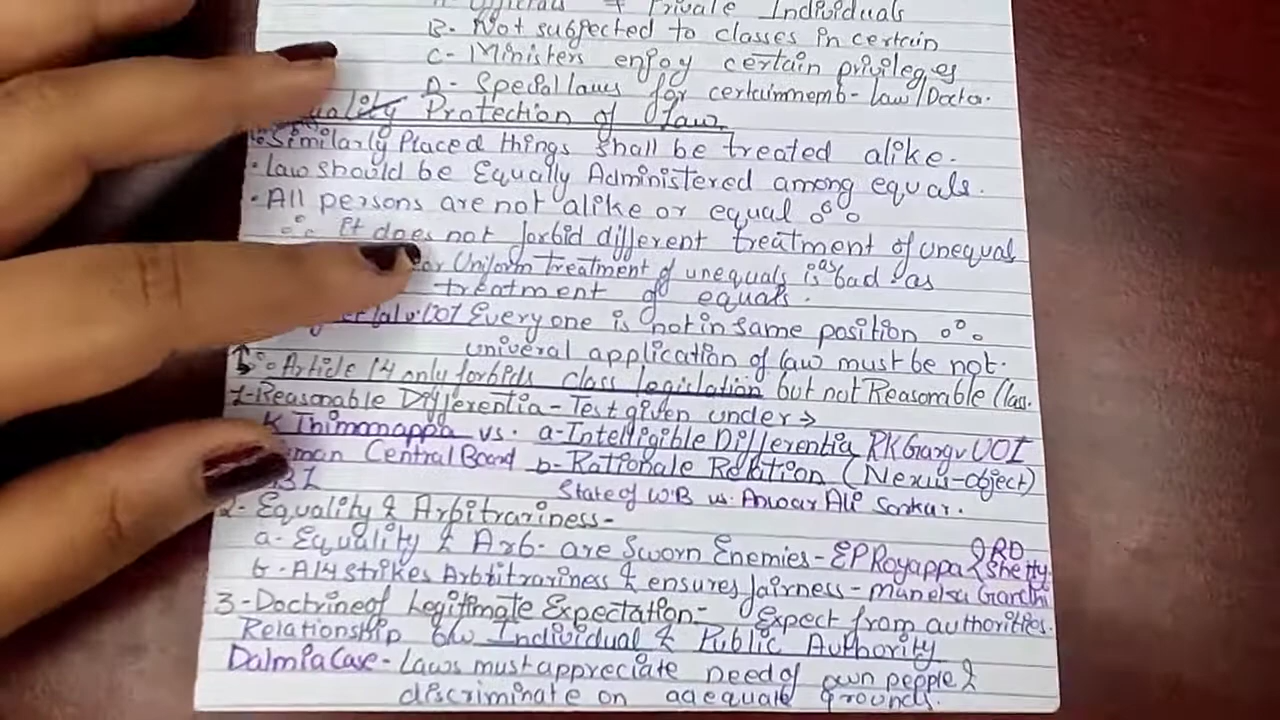 Private Individuals
B- Not subjected to classes in certain
C- Ministers enjoy certain privileges
D- Special laws for certain memb- law/Doctor.
Protection of law
Similarly Placed things shall be treated alike.
• Law should be Equally Administered among equals.
• All persons are not alike or equal
∴ It does not forbid different treatment of unequal
Uniform treatment of unequals is as bad as
treatment of equals.
v. UOI Everyone is not in same position
univeral application of law must be not.
Article 14 only forbids class legislation but not Reasonable Class.
1- Reasonable Differentia - Test given under →
K Thimmappa vs. a- Intelligible Differentia RK Garg v UOI
Central Board b- Rationale Relation (Nexus-object)
State of W.B vs. Anwar Ali Sarkar.
2- Equality & Arbitrariness-
a- Equality & Arb- are Sworn Enemies - EP Royappa & RD Shetty
b- A14 strikes Arbitrariness & ensures fairness - Maneka Gandhi
3- Doctrine of Legitimate Expectation- Expect from authorities.
Relationship b/w Individual & Public Authority
Dalmia Case - Laws must appreciate need of own people &
discriminate on adequate grounds.